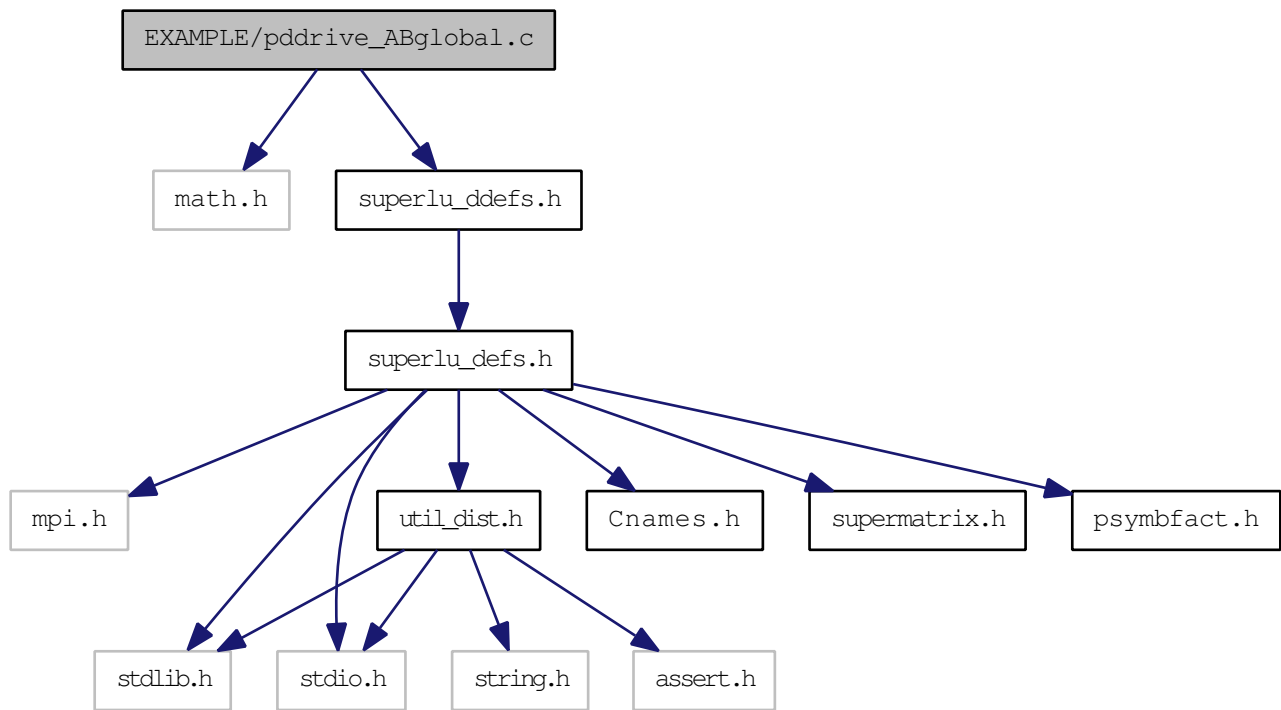 EXAMPLE/pddrive_ABglobal.c
math.h
superlu_ddefs.h
superlu_defs.h
mpi.h
util_dist.h
Cnames.h
supermatrix.h
psymbfact.h
stdlib.h
stdio.h
string.h
assert.h